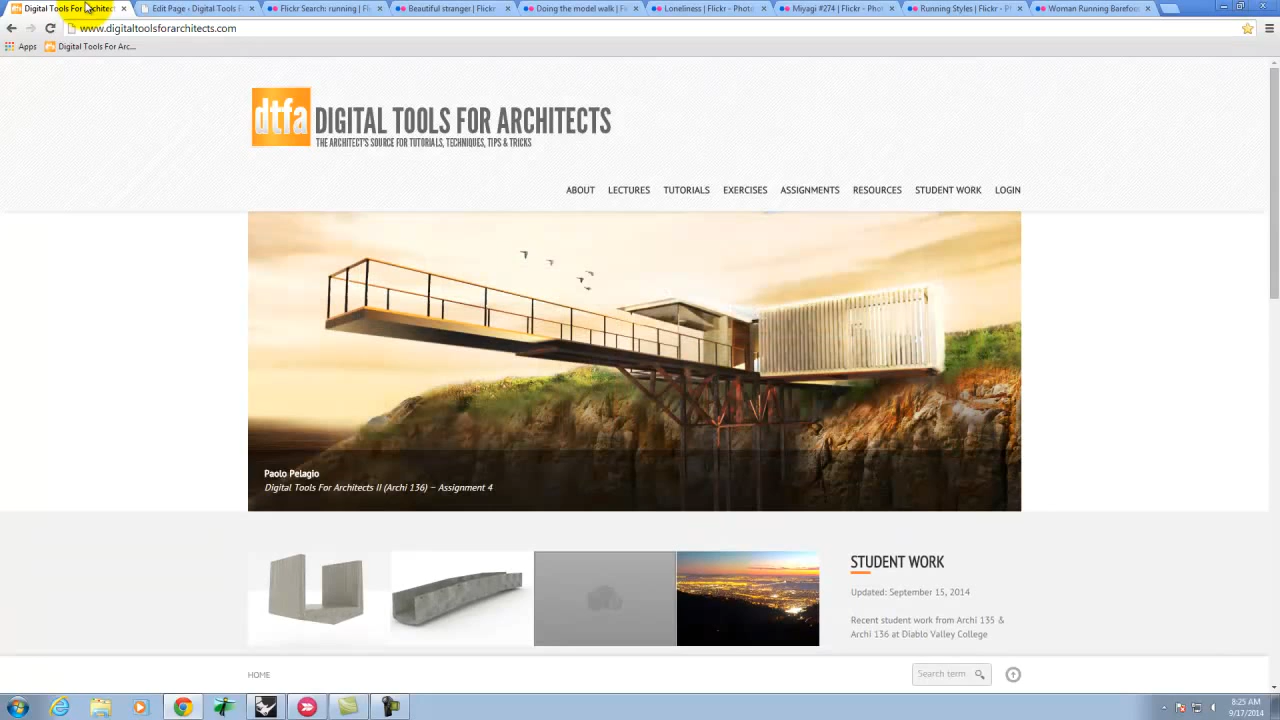 Digital Tools For Architect
Edit Page ‹ Digital Tools F
Flickr Search: running | Fl
Beautiful stranger | Flickr
Doing the model walk | Fl
Loneliness | Flickr - Photo
Miyagi #274 | Flickr - Phot
Running Styles | Flickr - P
Woman Running Barefoo
www.digitaltoolsforarchitects.com
Apps
Digital Tools For Arc...
dtfa
DIGITAL TOOLS FOR ARCHITECTS
THE ARCHITECT'S SOURCE FOR TUTORIALS, TECHNIQUES, TIPS & TRICKS
ABOUT LECTURES TUTORIALS EXERCISES ASSIGNMENTS RESOURCES STUDENT WORK LOGIN
Paolo Pelagio
Digital Tools For Architects II (Archi 136) – Assignment 4
STUDENT WORK
Updated: September 15, 2014
Recent student work from Archi 135 &
Archi 136 at Diablo Valley College
HOME
Search term
8:25 AM
9/17/2014